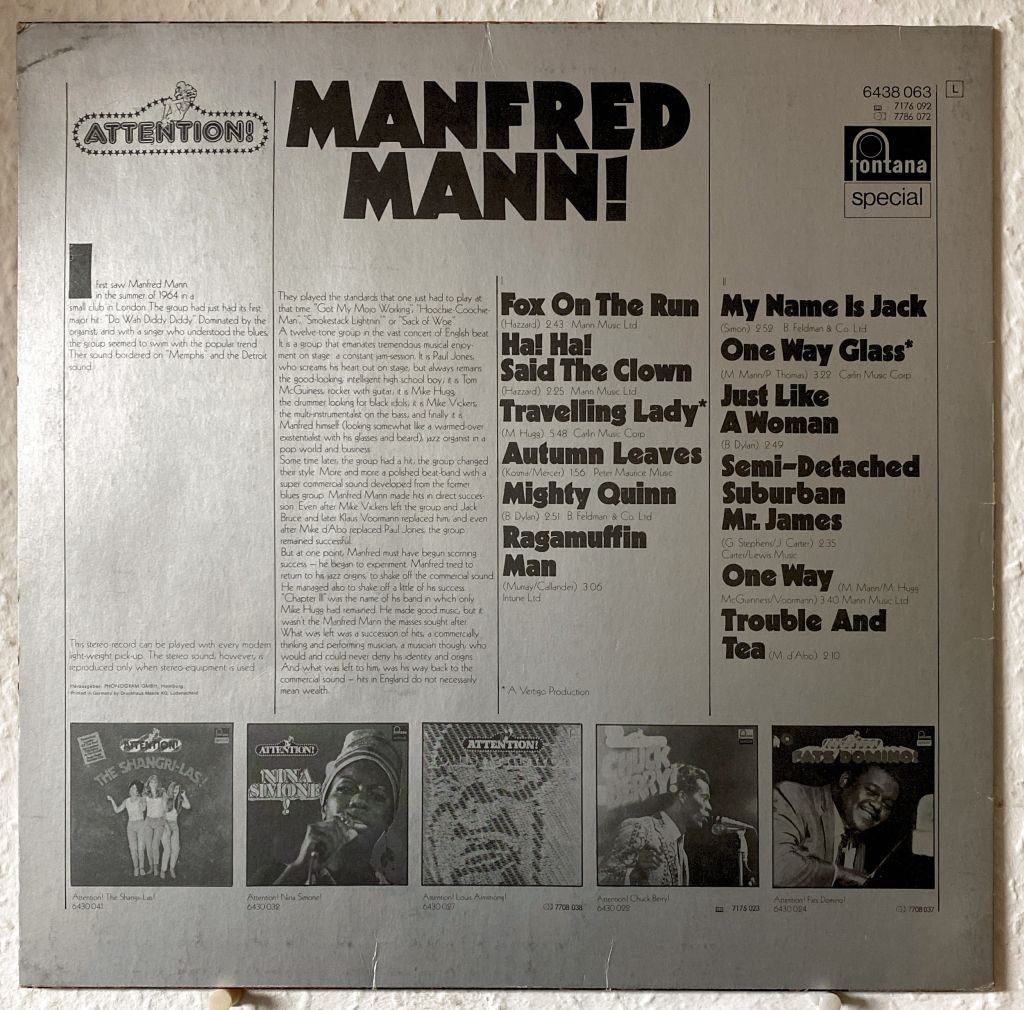 ATTENTION!
MANFRED
MANN!
6438 063 L
7176 092
7786 072
fontana
special
I first saw Manfred Mann
in the summer of 1964 in a
small club in London. The group had just had its first
major hit: "Do Wah Diddy Diddy". Dominated by the
organist, and with a singer who understood the blues,
the group seemed to swim with the popular trend.
Their sound bordered on "Memphis" and the Detroit
sound.
This stereo record can be played with every modern
light-weight pick-up. The stereo sound, however, is
reproduced only when stereo-equipment is used.
Herausgeber: PHONOGRAM GMBH, Hamburg
Printed in Germany by Druckhaus Maack KG, Lüdenscheid
They played the standards that one just had to play at
that time: "Got My Mojo Working", "Hoochie-Coochie-
Man", "Smokestack Lightnin'" or "Sack of Woe".
A twelve-tone group in the vast concert of English beat.
It is a group that emanates tremendous musical enjoy-
ment on stage: a constant jam-session. It is Paul Jones,
who screams his heart out on stage, but always remains
the good-looking, intelligent high school boy; it is Tom
McGuiness, rocker with guitar, it is Mike Hugg,
the drummer looking for black idols; it is Mike Vickers,
the multi-instrumentalist on the bass, and finally it is
Manfred himself (looking somewhat like a warmed-over
existentialist with his glasses and beard), jazz organist in a
pop world and business.
Some time later, the group had a hit, the group changed
their style. More and more a polished beat-band with a
super commercial sound developed from the former
blues group. Manfred Mann made hits in direct succes-
sion. Even after Mike Vickers left the group and Jack
Bruce and later Klaus Voormann replaced him, and even
after Mike d'Abo replaced Paul Jones, the group
remained successful.
But at one point, Manfred must have begun scorning
success – he began to experiment. Manfred tried to
return to his jazz origins, to shake off the commercial sound.
He managed also to shake off a little of his success.
"Chapter III" was the name of his band in which only
Mike Hugg had remained. He made good music, but it
wasn't the Manfred Mann the masses sought after.
What was left was a succession of hits, a commercially
thinking and performing musician, a musician though, who
would and could never deny his identity and origins.
And what was left to him, was his way back to the
commercial sound – hits in England do not necessarily
mean wealth.
I
Fox On The Run
(Hazzard) 2:43 Mann Music Ltd
Ha! Ha!
Said The Clown
(Hazzard) 2:25 Mann Music Ltd
Travelling Lady*
(M. Hugg) 5:48 Carlin Music Corp.
Autumn Leaves
(Kosma/Mercer) 1:56 Peter Maurice Music
Mighty Quinn
(B. Dylan) 2:51 B. Feldman & Co. Ltd
Ragamuffin
Man
(Murray/Callander) 3:06
Intune Ltd
* A Vertigo Production
II
My Name Is Jack
(Simon) 2:52 B. Feldman & Co. Ltd
One Way Glass*
(M. Mann/P. Thomas) 3:22 Carlin Music Corp.
Just Like
A Woman
(B. Dylan) 2:49
Semi-Detached
Suburban
Mr. James
(G. Stephens/J. Carter) 2:35
Carter/Lewis Music
One Way (M. Mann/M. Hugg
McGuinness/Voormann) 3:40 Mann Music Ltd
Trouble And
Tea (M. d'Abo) 2:10
ATTENTION!
THE SHANGRI-LAS!
ATTENTION!
NINA
SIMONE
!
ATTENTION!
CHUCK
BERRY!
FATS DOMINO!
Attention! The Shangri-Las!
6430 041
Attention! Nina Simone!
6430 032
Attention! Louis Armstrong!
6430 027 7708 038
Attention! Chuck Berry!
6430 022 7175 023
Attention! Fats Domino!
6430 024 7708 037